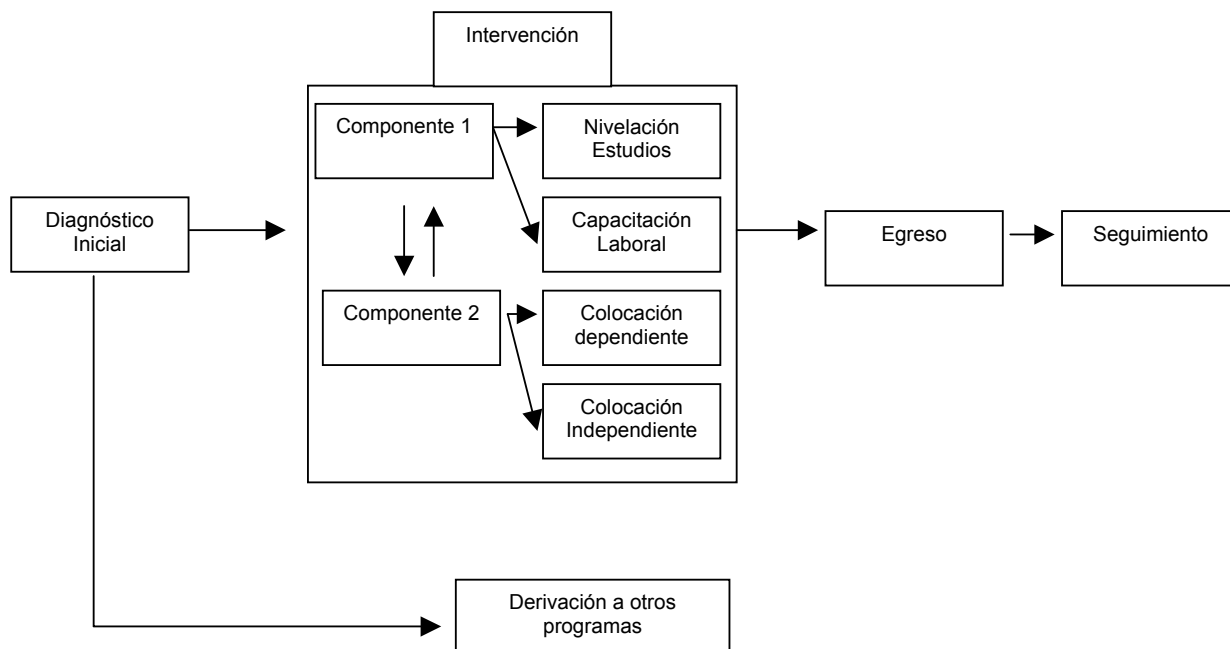 Intervención
Componente 1
Nivelación
Estudios
Diagnóstico
Inicial
Capacitación
Laboral
Egreso
Seguimiento
Componente 2
Colocación
dependiente
Colocación
Independiente
Derivación a otros
programas